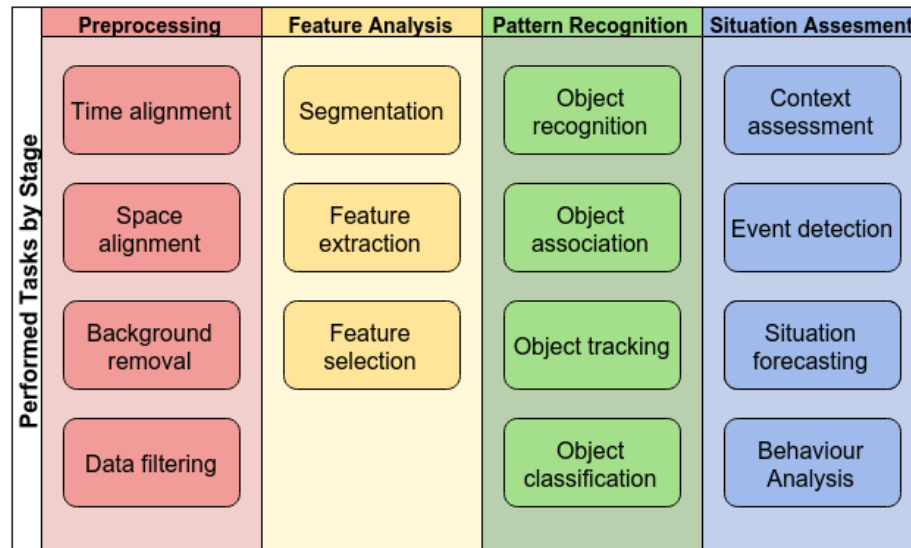 Performed Tasks by Stage
Preprocessing
Time alignment
Space
alignment
Background
removal
Data filtering
Feature Analysis
Segmentation
Feature
extraction
Feature
selection
Pattern Recognition
Object
recognition
Object
association
Object tracking
Object
classification
Situation Assesment
Context
assessment
Event detection
Situation
forecasting
Behaviour
Analysis